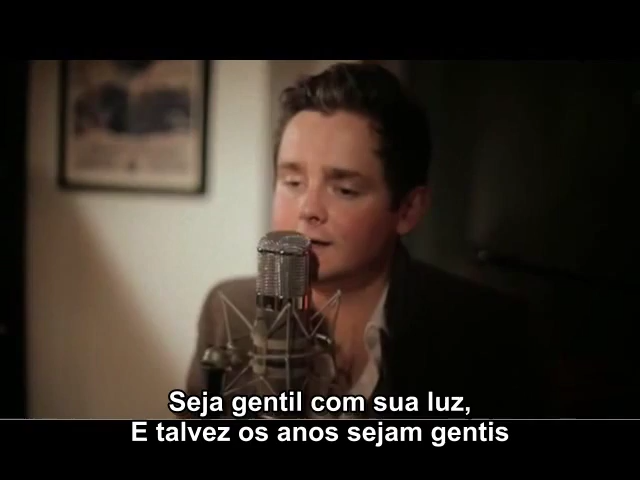 Seja gentil com sua luz,
E talvez os anos sejam gentis